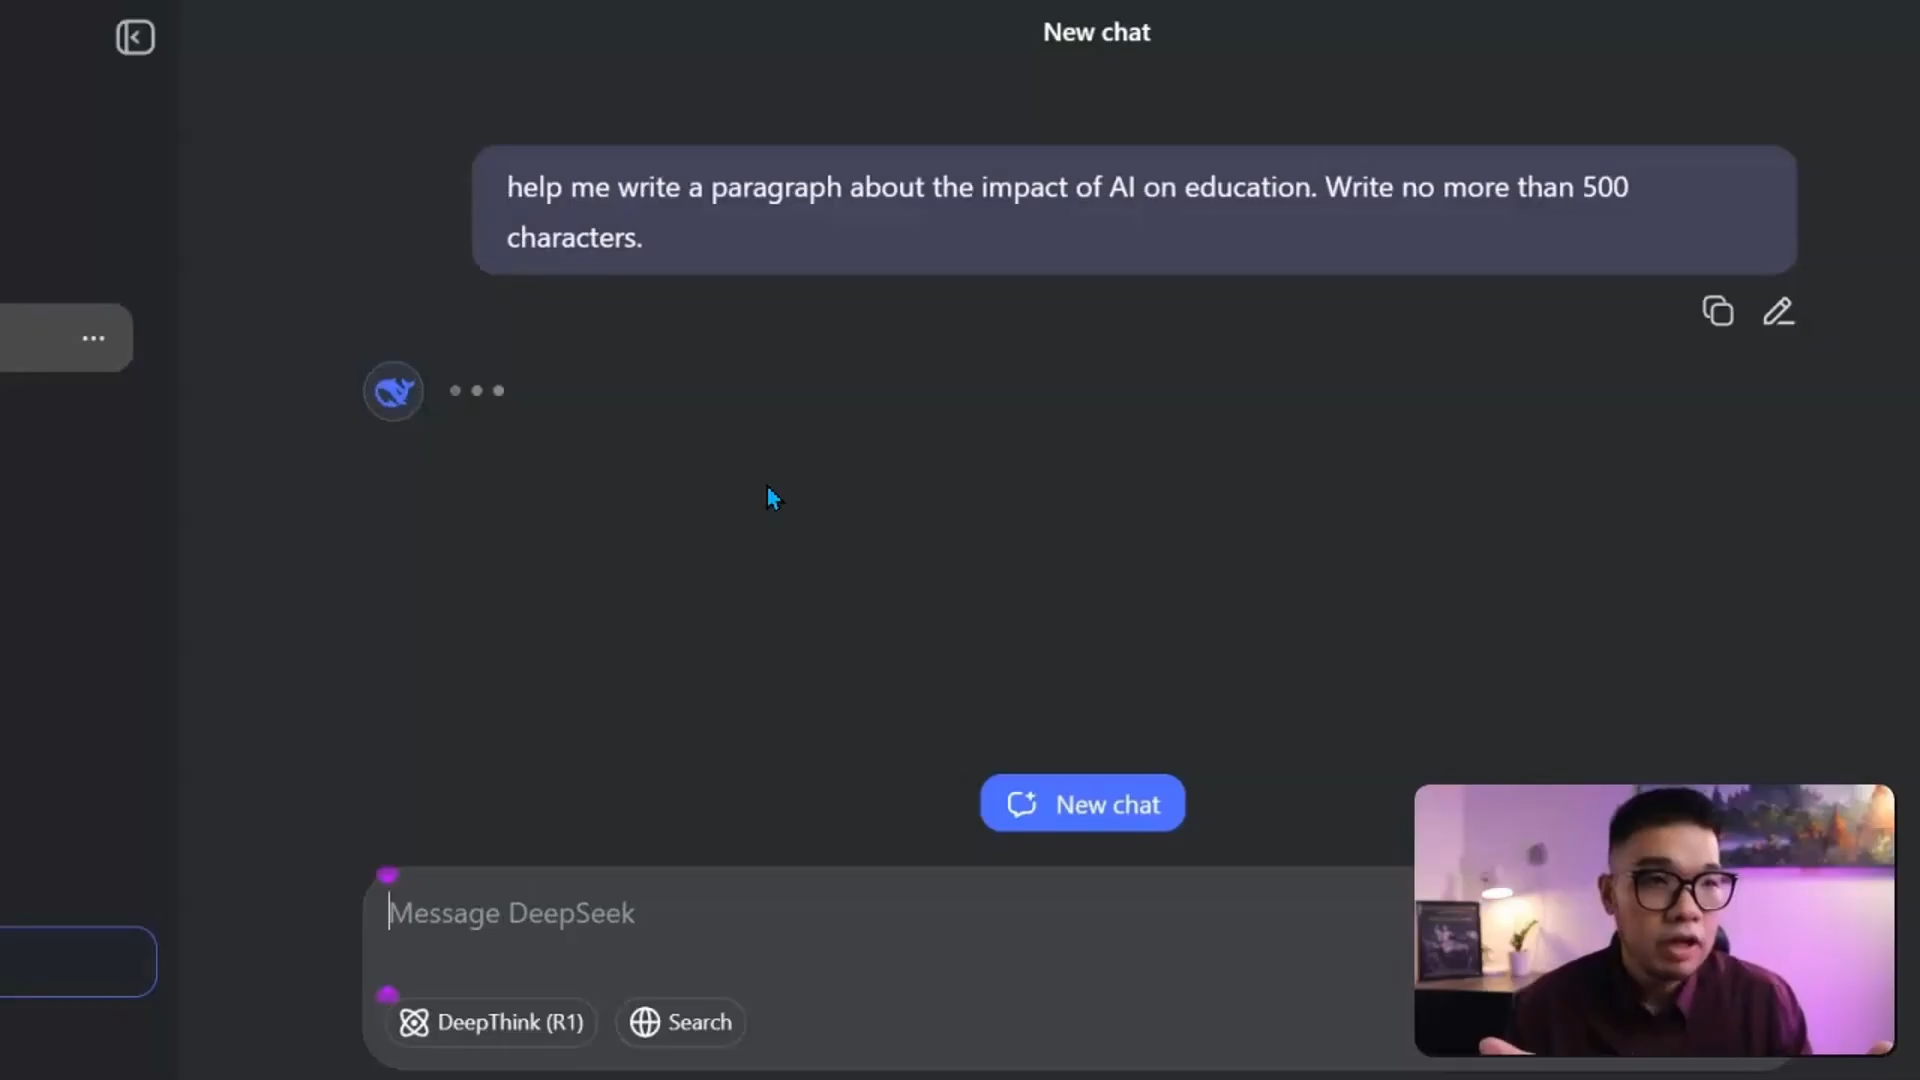 New chat
help me write a paragraph about the impact of AI on education. Write no more than 500
characters.
New chat
Message DeepSeek
DeepThink (R1)
Search